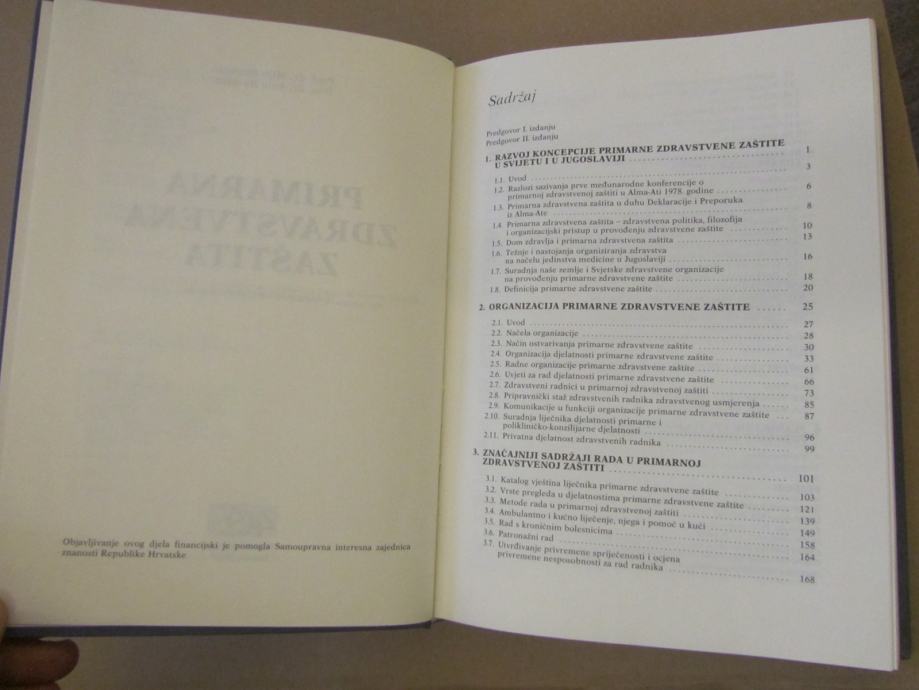 Objavljivanje ovog djela financijski je pomogla Samoupravna interesna zajednica
znanosti Republike Hrvatske
Sadržaj
Predgovor I. izdanju
Predgovor II. izdanju
1. RAZVOJ KONCEPCIJE PRIMARNE ZDRAVSTVENE ZAŠTITE
U SVIJETU I U JUGOSLAVIJI 1
1.1. Uvod 3
1.2. Razlozi sazivanja prve međunarodne konferencije o
primarnoj zdravstvenoj zaštiti u Alma-Ati 1978. godine 6
1.3. Primarna zdravstvena zaštita u duhu Deklaracije i Preporuka
iz Alma-Ate 8
1.4. Primarna zdravstvena zaštita – zdravstvena politika, filozofija
i organizacijski pristup u provođenju zdravstvene zaštite 10
1.5. Dom zdravlja i primarna zdravstvena zaštita 13
1.6. Težnje i nastojanja organiziranja zdravstva
na načelu jedinstva medicine u Jugoslaviji 16
1.7. Suradnja naše zemlje i Svjetske zdravstvene organizacije
na provođenju primarne zdravstvene zaštite 18
1.8. Definicija primarne zdravstvene zaštite 20
2. ORGANIZACIJA PRIMARNE ZDRAVSTVENE ZAŠTITE 25
2.1. Uvod 27
2.2. Načela organizacije 28
2.3. Način ostvarivanja primarne zdravstvene zaštite 30
2.4. Organizacija djelatnosti primarne zdravstvene zaštite 33
2.5. Radne organizacije primarne zdravstvene zaštite 61
2.6. Uvjeti za rad djelatnosti primarne zdravstvene zaštite 66
2.7. Zdravstveni radnici u primarnoj zdravstvenoj zaštiti 73
2.8. Pripravnički staž zdravstvenih radnika zdravstvenog usmjerenja 85
2.9. Komunikacije u funkciji organizacije primarne zdravstvene zaštite 87
2.10. Suradnja liječnika djelatnosti primarne i
polikliničko-konzilijarne djelatnosti 96
2.11. Privatna djelatnost zdravstvenih radnika 99
3. ZNAČAJNIJI SADRŽAJI RADA U PRIMARNOJ
ZDRAVSTVENOJ ZAŠTITI 101
3.1. Katalog vještina liječnika primarne zdravstvene zaštite 103
3.2. Vrste pregleda u djelatnostima primarne zdravstvene zaštite 121
3.3. Metode rada u primarnoj zdravstvenoj zaštiti 139
3.4. Ambulantno i kućno liječenje, njega i pomoć u kući 149
3.5. Rad s kroničnim bolesnicima 158
3.6. Patronažni rad 164
3.7. Utvrđivanje privremene spriječenosti i ocjena
privremene nesposobnosti za rad radnika 168